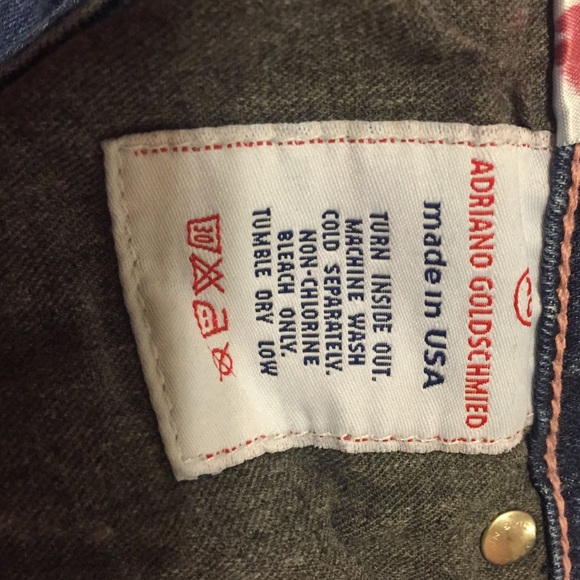 ADRIANO GOLDSCHMIED
made in USA
TURN INSIDE OUT.
MACHINE WASH
COLD SEPARATELY.
NON-CHLORINE
BLEACH ONLY.
TUMBLE DRY LOW
30